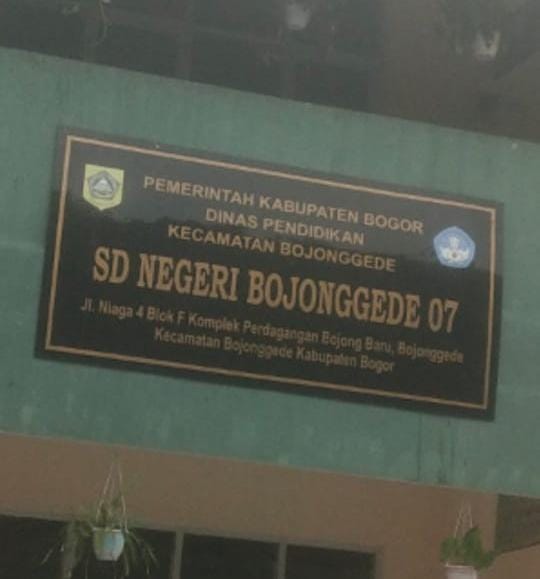 PEMERINTAH KABUPATEN BOGOR
DINAS PENDIDIKAN
KECAMATAN BOJONGGEDE
SD NEGERI BOJONGGEDE 07
Jl. Niaga 4 Blok F Komplek Perdagangan Bojong Baru, Bojonggede
Kecamatan Bojonggede Kabupaten Bogor